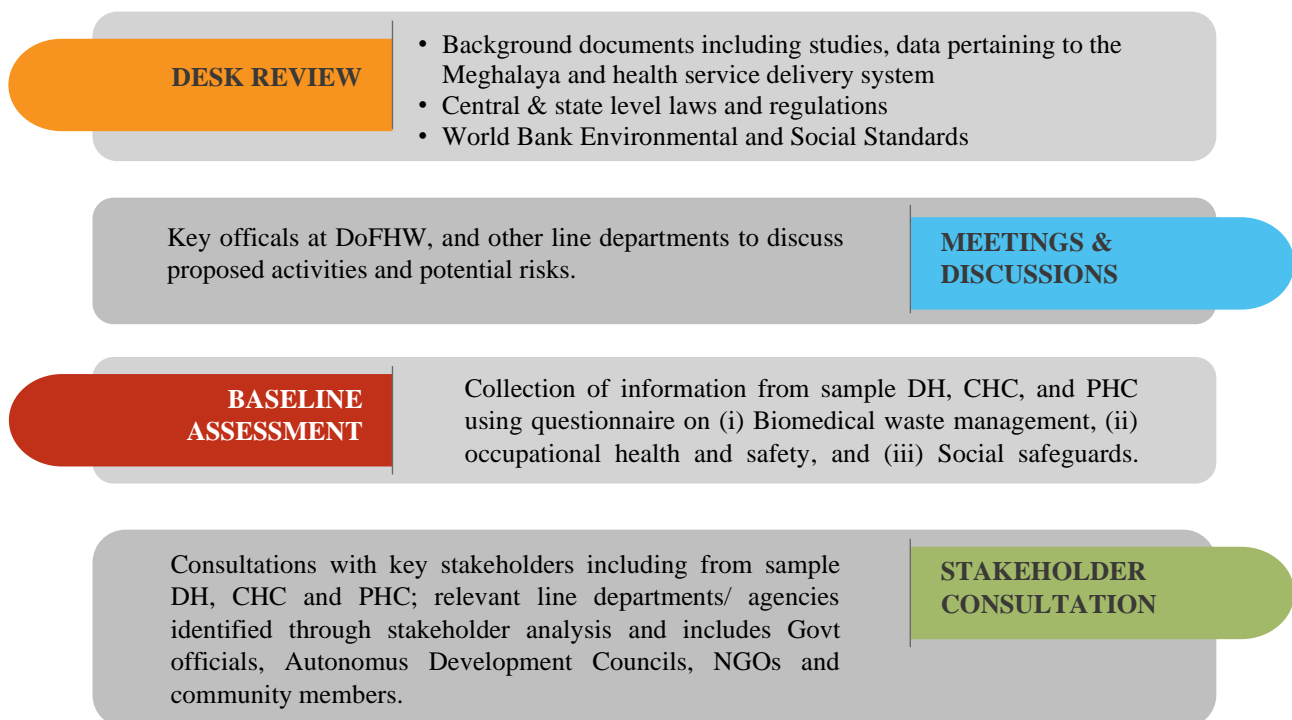 DESK REVIEW
• Background documents including studies, data pertaining to the
Meghalaya and health service delivery system
• Central & state level laws and regulations
• World Bank Environmental and Social Standards
Key officals at DoFHW, and other line departments to discuss
proposed activities and potential risks.
MEETINGS &
DISCUSSIONS
BASELINE
ASSESSMENT
Collection of information from sample DH, CHC, and PHC
using questionnaire on (i) Biomedical waste management, (ii)
occupational health and safety, and (iii) Social safeguards.
Consultations with key stakeholders including from sample
DH, CHC and PHC; relevant line departments/ agencies
identified through stakeholder analysis and includes Govt
officials, Autonomus Development Councils, NGOs and
community members.
STAKEHOLDER
CONSULTATION